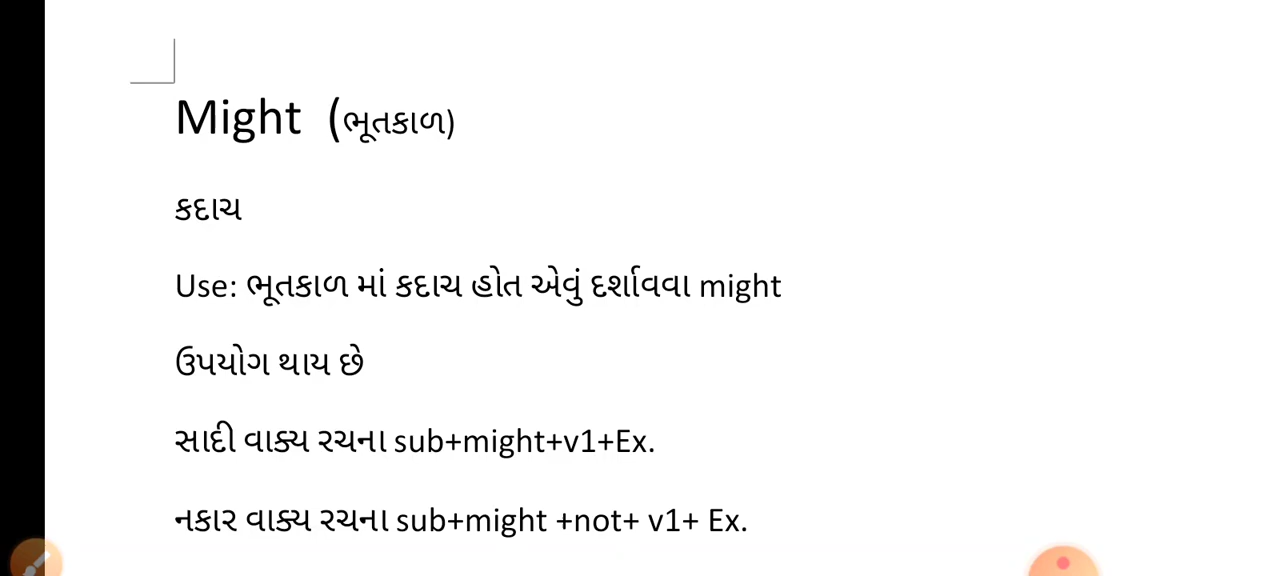 Might (ભૂતકાળ)
કદાચ
Use: ભૂતકાળ માં કદાચ હોત એવું દર્શાવવા might
ઉપયોગ થાય છે
સાદી વાક્ય રચના sub+might+v1+Ex.
નકાર વાક્ય રચના sub+might +not+ v1+ Ex.